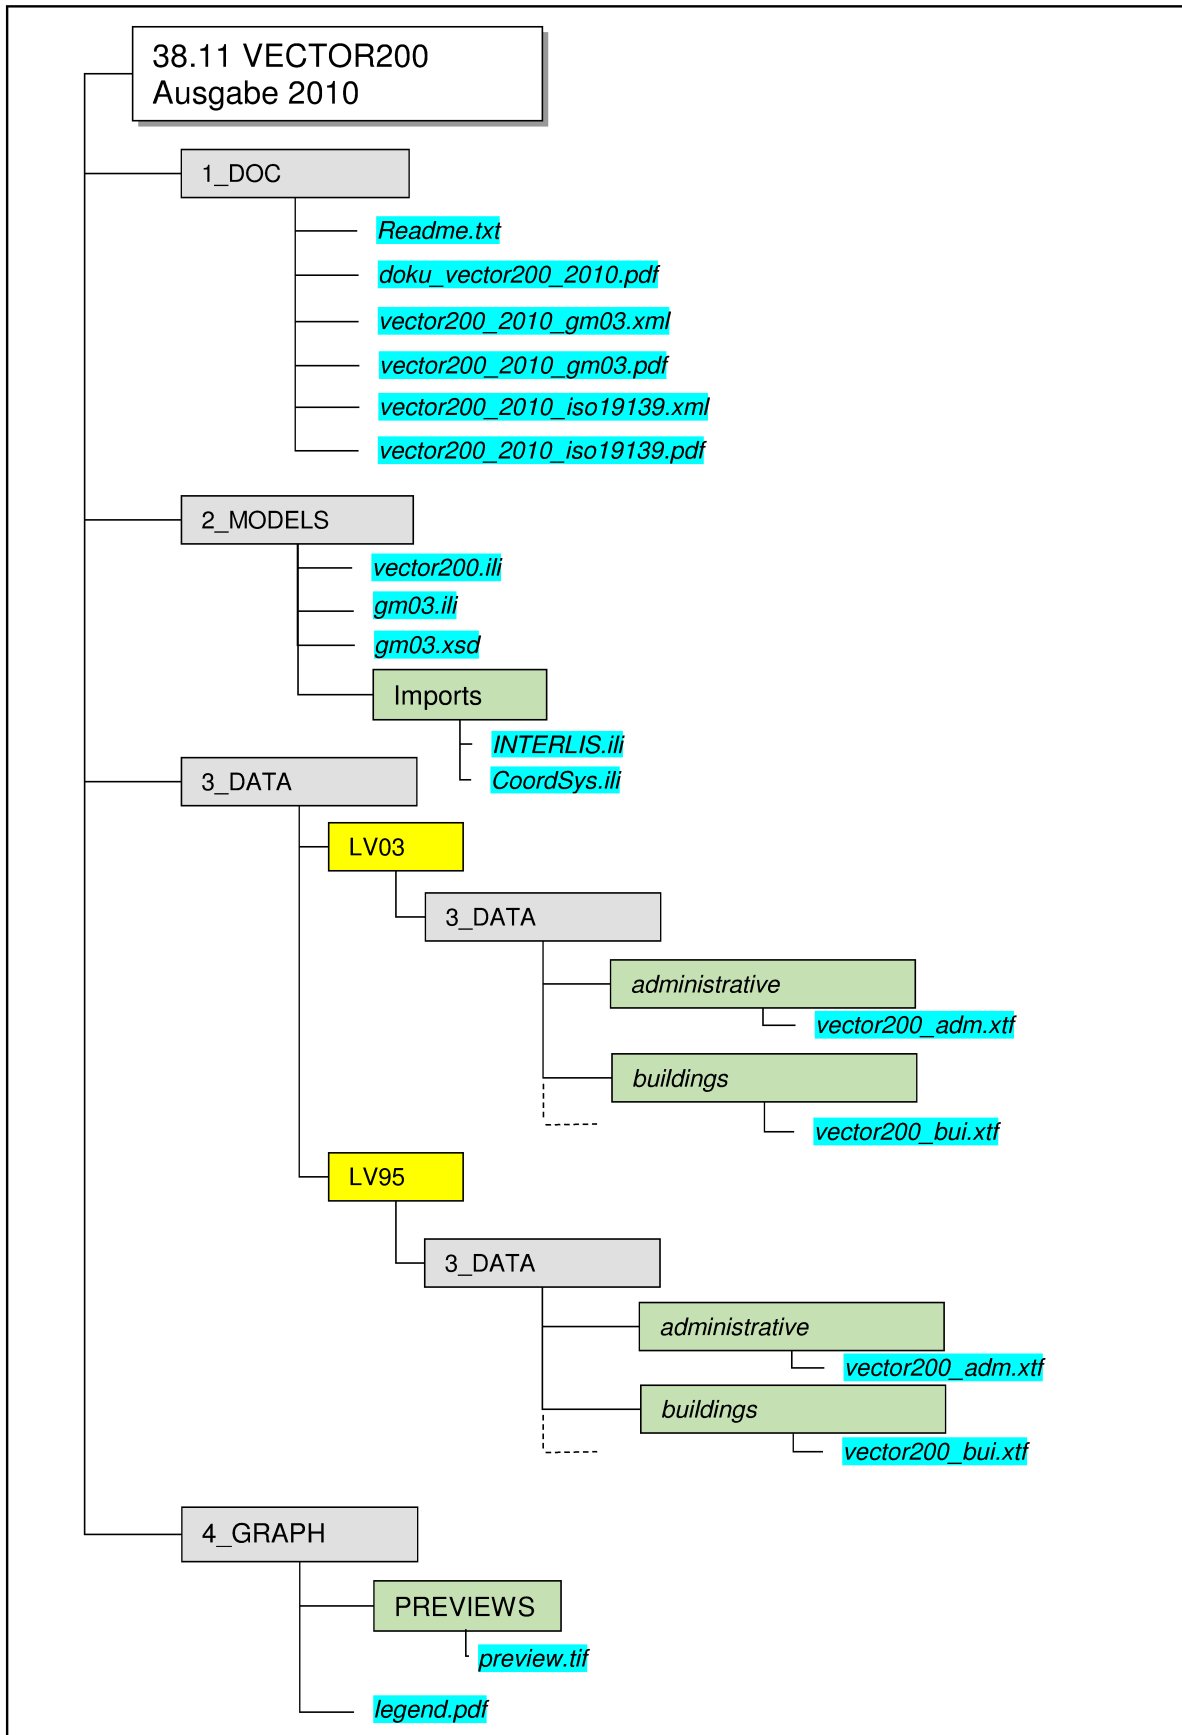 38.11 VECTOR200
Ausgabe 2010
1_DOC
Readme.txt
doku_vector200_2010.pdf
vector200_2010_gm03.xml
vector200_2010_gm03.pdf
vector200_2010_iso19139.xml
vector200_2010_iso19139.pdf
2_MODELS
vector200.ili
gm03.ili
gm03.xsd
Imports
INTERLIS.ili
CoordSys.ili
3_DATA
LV03
3_DATA
administrative
vector200_adm.xtf
buildings
vector200_bui.xtf
LV95
3_DATA
administrative
vector200_adm.xtf
buildings
vector200_bui.xtf
4_GRAPH
PREVIEWS
preview.tif
legend.pdf